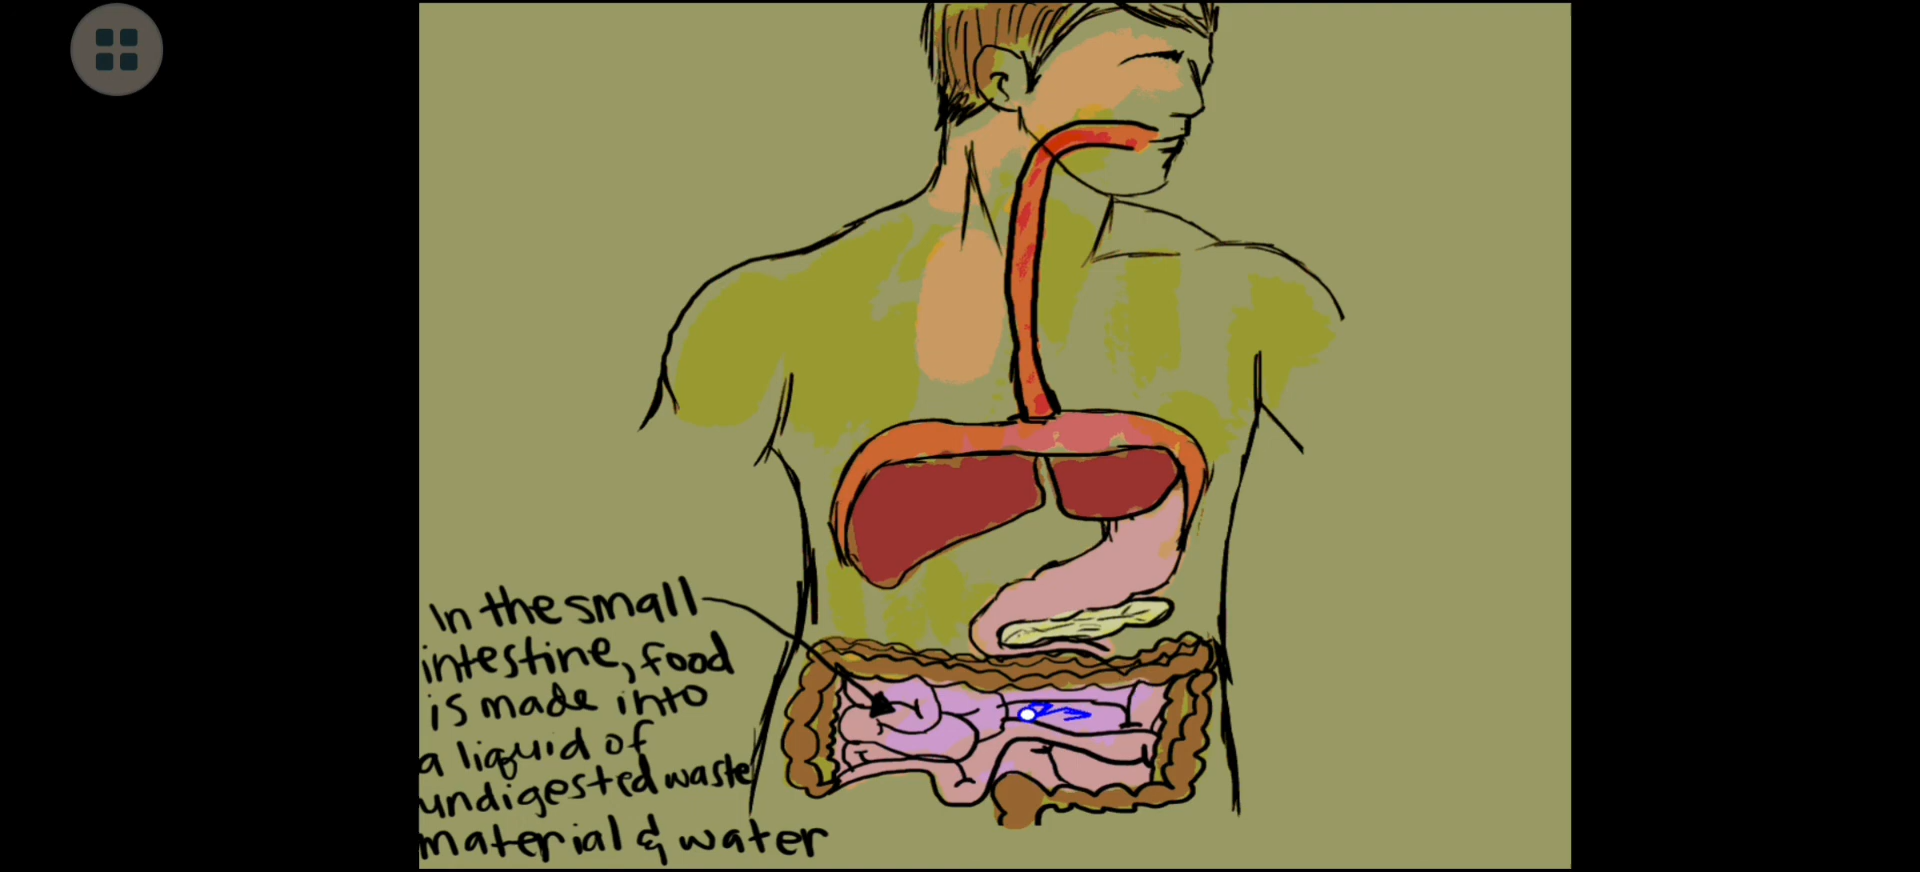 In the small
intestine, food
is made into
a liquid of
undigested waste
material & water